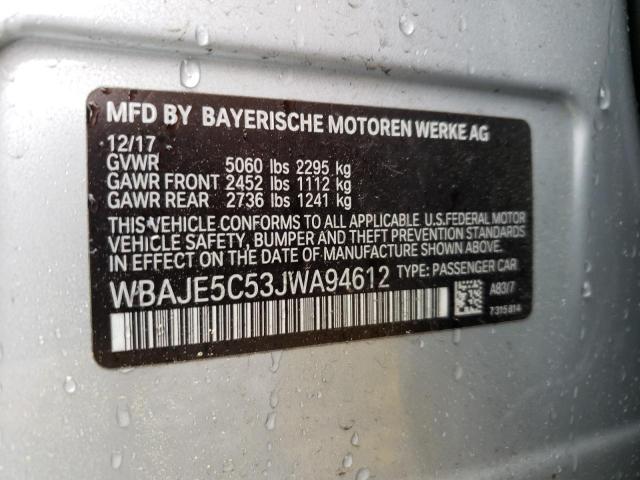 MFD BY BAYERISCHE MOTOREN WERKE AG
12/17
GVWR 5060 lbs 2295 kg
GAWR FRONT 2452 lbs 1112 kg
GAWR REAR 2736 lbs 1241 kg
THIS VEHICLE CONFORMS TO ALL APPLICABLE U.S.FEDERAL MOTOR
VEHICLE SAFETY, BUMPER AND THEFT PREVENTION
STANDARDS IN EFFECT ON THE DATE OF MANUFACTURE SHOWN ABOVE.
WBAJE5C53JWA94612 TYPE: PASSENGER CAR
A83/7
7315814